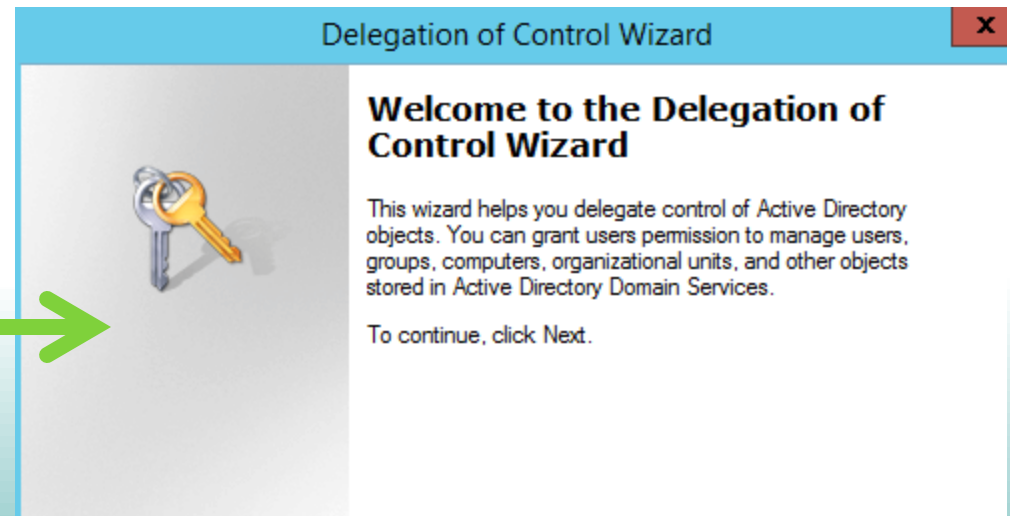 Delegation of Control Wizard
x
Welcome to the Delegation of
Control Wizard
This wizard helps you delegate control of Active Directory
objects. You can grant users permission to manage users,
groups, computers, organizational units, and other objects
stored in Active Directory Domain Services.
To continue, click Next.